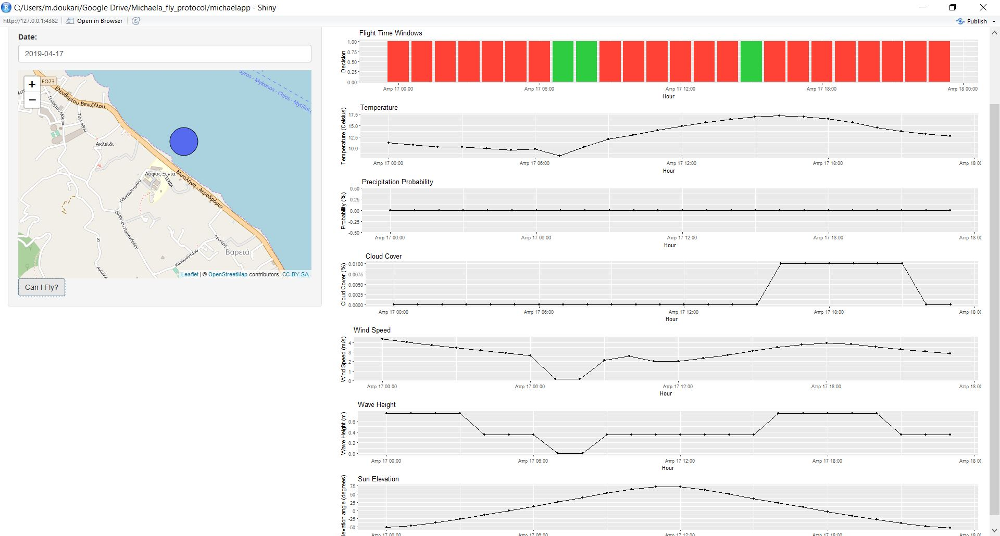 C:/Users/m.doukari/Google Drive/Michaela_fly_protocol/michaelapp - Shiny
http://127.0.0.1:4382 Open in Browser Publish
Date:
2019-04-17
+
−
EO73
Ελευθερίου Βενιζέλου
Γεωργίου Μούρα
Τυρνάβου
Ακλειδί
Syros - Mykonos - Chios - Mytilini
Λόφος Ξενία
ΞΕΝΙΑ
Μυτιλήνη - Αεροδρόμιο
Πανεπιστημίου
Γεωργίου Παπανδρέου
10
Κεντέρη
Καραμούτσου
Βαρειά
Αγίων
Leaflet | © OpenStreetMap contributors, CC-BY-SA
Can I Fly?
Flight Time Windows
Decision
1.00
0.75
0.50
0.25
0.00
Απρ 17 00:00 Απρ 17 06:00 Απρ 17 12:00 Απρ 17 18:00 Απρ 18 00:00
Hour
Temperature
Temperature (Celsius)
17.5
15.0
12.5
10.0
Απρ 17 00:00 Απρ 17 06:00 Απρ 17 12:00 Απρ 17 18:00 Απρ 18 00
Hour
Precipitation Probability
Probability (%)
0.50
0.25
0.00
-0.25
-0.50
Απρ 17 00:00 Απρ 17 06:00 Απρ 17 12:00 Απρ 17 18:00 Απρ 18 00
Hour
Cloud Cover
Cloud Cover (%)
0.0100
0.0075
0.0050
0.0025
0.0000
Απρ 17 00:00 Απρ 17 06:00 Απρ 17 12:00 Απρ 17 18:00 Απρ 18 00
Hour
Wind Speed
Wind Speed (m/s)
4
3
2
1
0
Απρ 17 00:00 Απρ 17 06:00 Απρ 17 12:00 Απρ 17 18:00 Απρ 18 00
Hour
Wave Height
Wave Height (m)
0.6
0.4
0.2
0.0
Απρ 17 00:00 Απρ 17 06:00 Απρ 17 12:00 Απρ 17 18:00 Απρ 18 00
Hour
Sun Elevation
levation angle (degrees)
75
50
25
0
-25
-50
Απρ 17 00:00 Απρ 17 06:00 Απρ 17 12:00 Απρ 17 18:00 Απρ 18 00